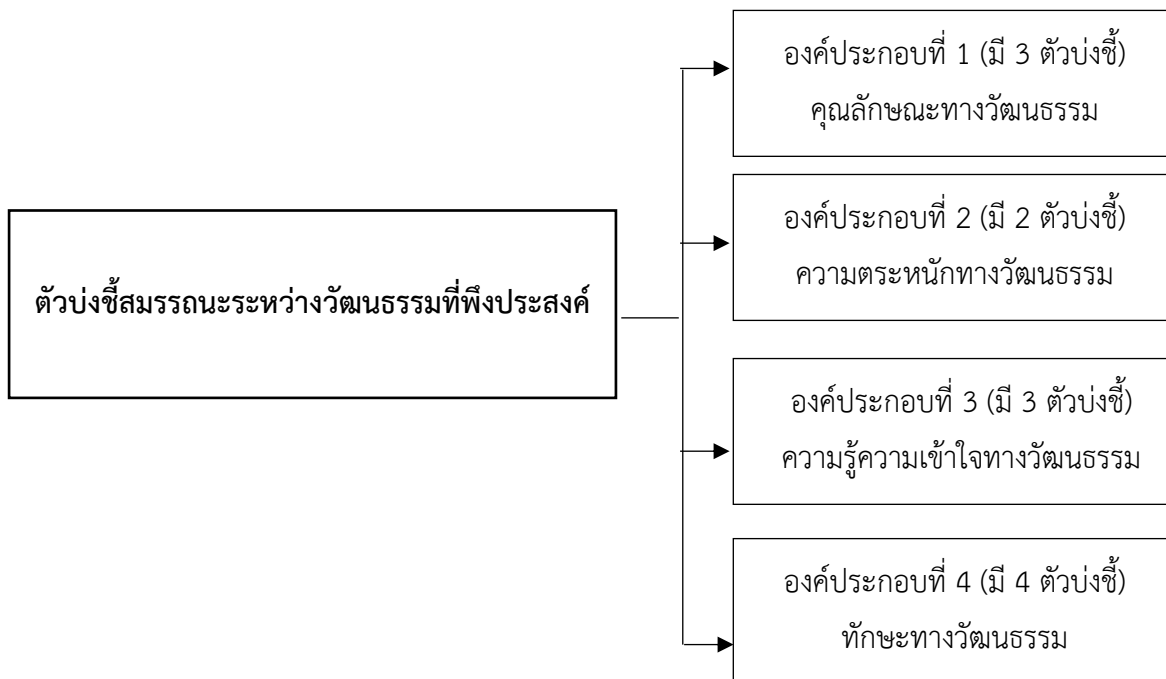 องค์ประกอบที่ 1 (มี 3 ตัวบ่งชี้)
คุณลักษณะทางวัฒนธรรม
องค์ประกอบที่ 2 (มี 2 ตัวบ่งชี้)
ความตระหนักทางวัฒนธรรม
ตัวบ่งชี้สมรรถนะระหว่างวัฒนธรรมที่พึงประสงค์
องค์ประกอบที่ 3 (มี 3 ตัวบ่งชี้)
ความรู้ความเข้าใจทางวัฒนธรรม
องค์ประกอบที่ 4 (มี 4 ตัวบ่งชี้)
ทักษะทางวัฒนธรรม